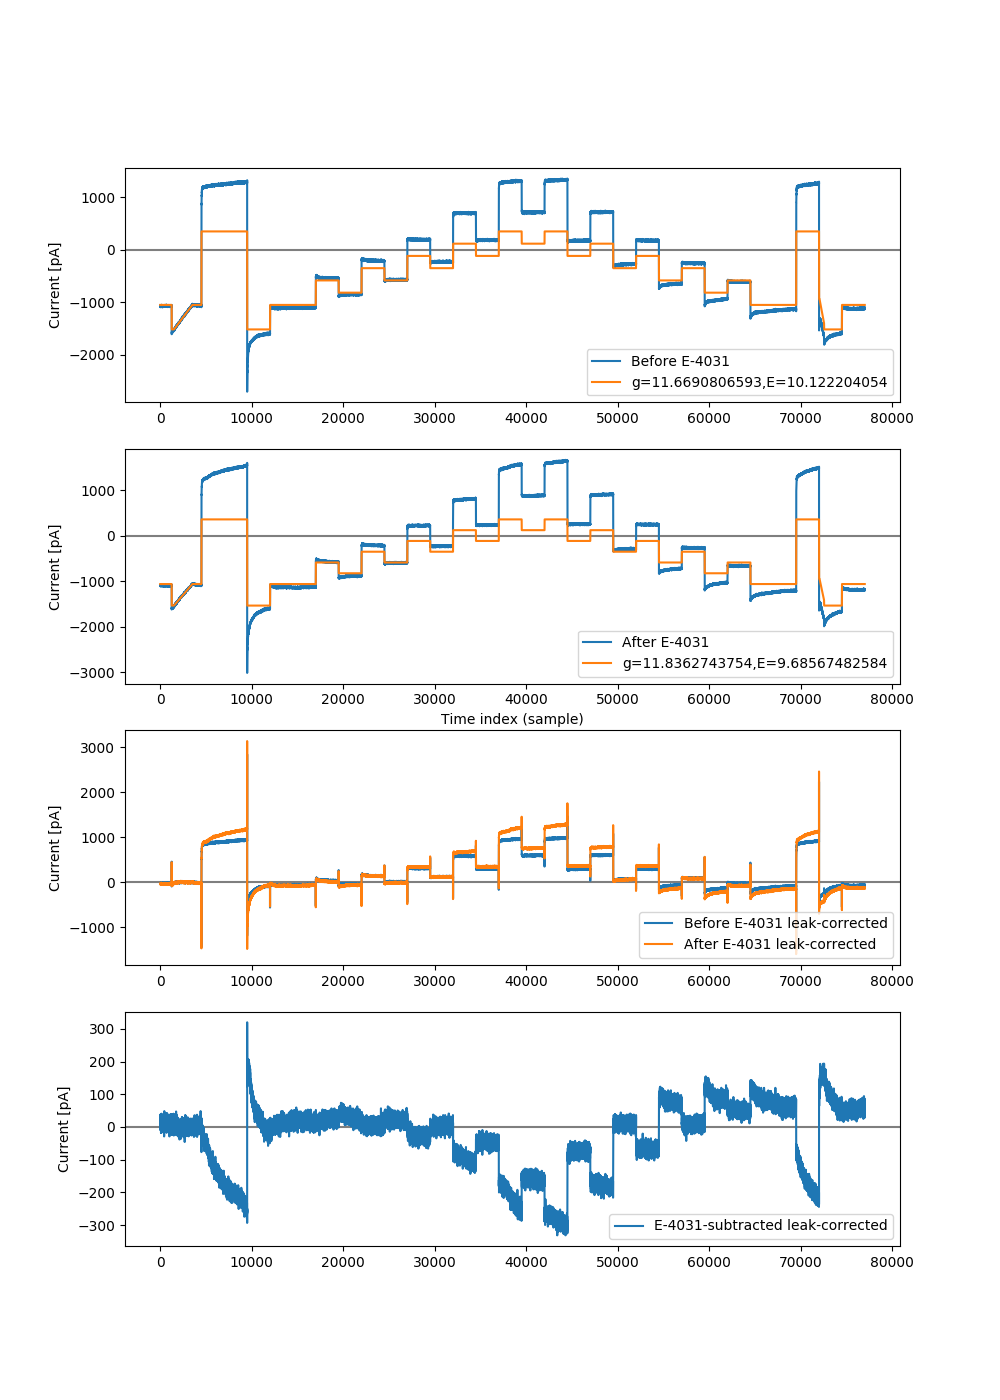 Current [pA]
1000
0
−1000
−2000
0 10000 20000 30000 40000 50000 60000 70000 80000
Before E-4031
g=11.6690806593,E=10.122204054
Current [pA]
1000
0
−1000
−2000
−3000
0 10000 20000 30000 40000 50000 60000 70000 80000
After E-4031
g=11.8362743754,E=9.68567482584
Time index (sample)
Current [pA]
3000
2000
1000
0
−1000
0 10000 20000 30000 40000 50000 60000 70000 80000
Before E-4031 leak-corrected
After E-4031 leak-corrected
Current [pA]
300
200
100
0
−100
−200
−300
0 10000 20000 30000 40000 50000 60000 70000 80000
E-4031-subtracted leak-corrected